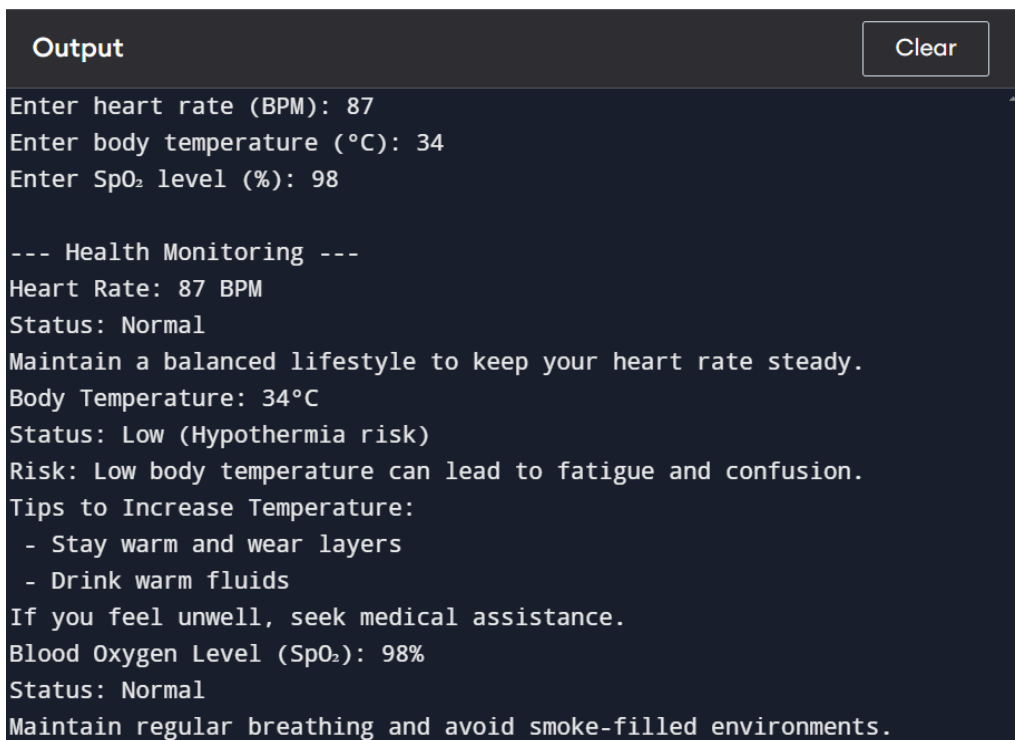 Output
Clear
Enter heart rate (BPM): 87
Enter body temperature (°C): 34
Enter SpO₂ level (%): 98
--- Health Monitoring ---
Heart Rate: 87 BPM
Status: Normal
Maintain a balanced lifestyle to keep your heart rate steady.
Body Temperature: 34°C
Status: Low (Hypothermia risk)
Risk: Low body temperature can lead to fatigue and confusion.
Tips to Increase Temperature:
 - Stay warm and wear layers
 - Drink warm fluids
If you feel unwell, seek medical assistance.
Blood Oxygen Level (SpO₂): 98%
Status: Normal
Maintain regular breathing and avoid smoke-filled environments.